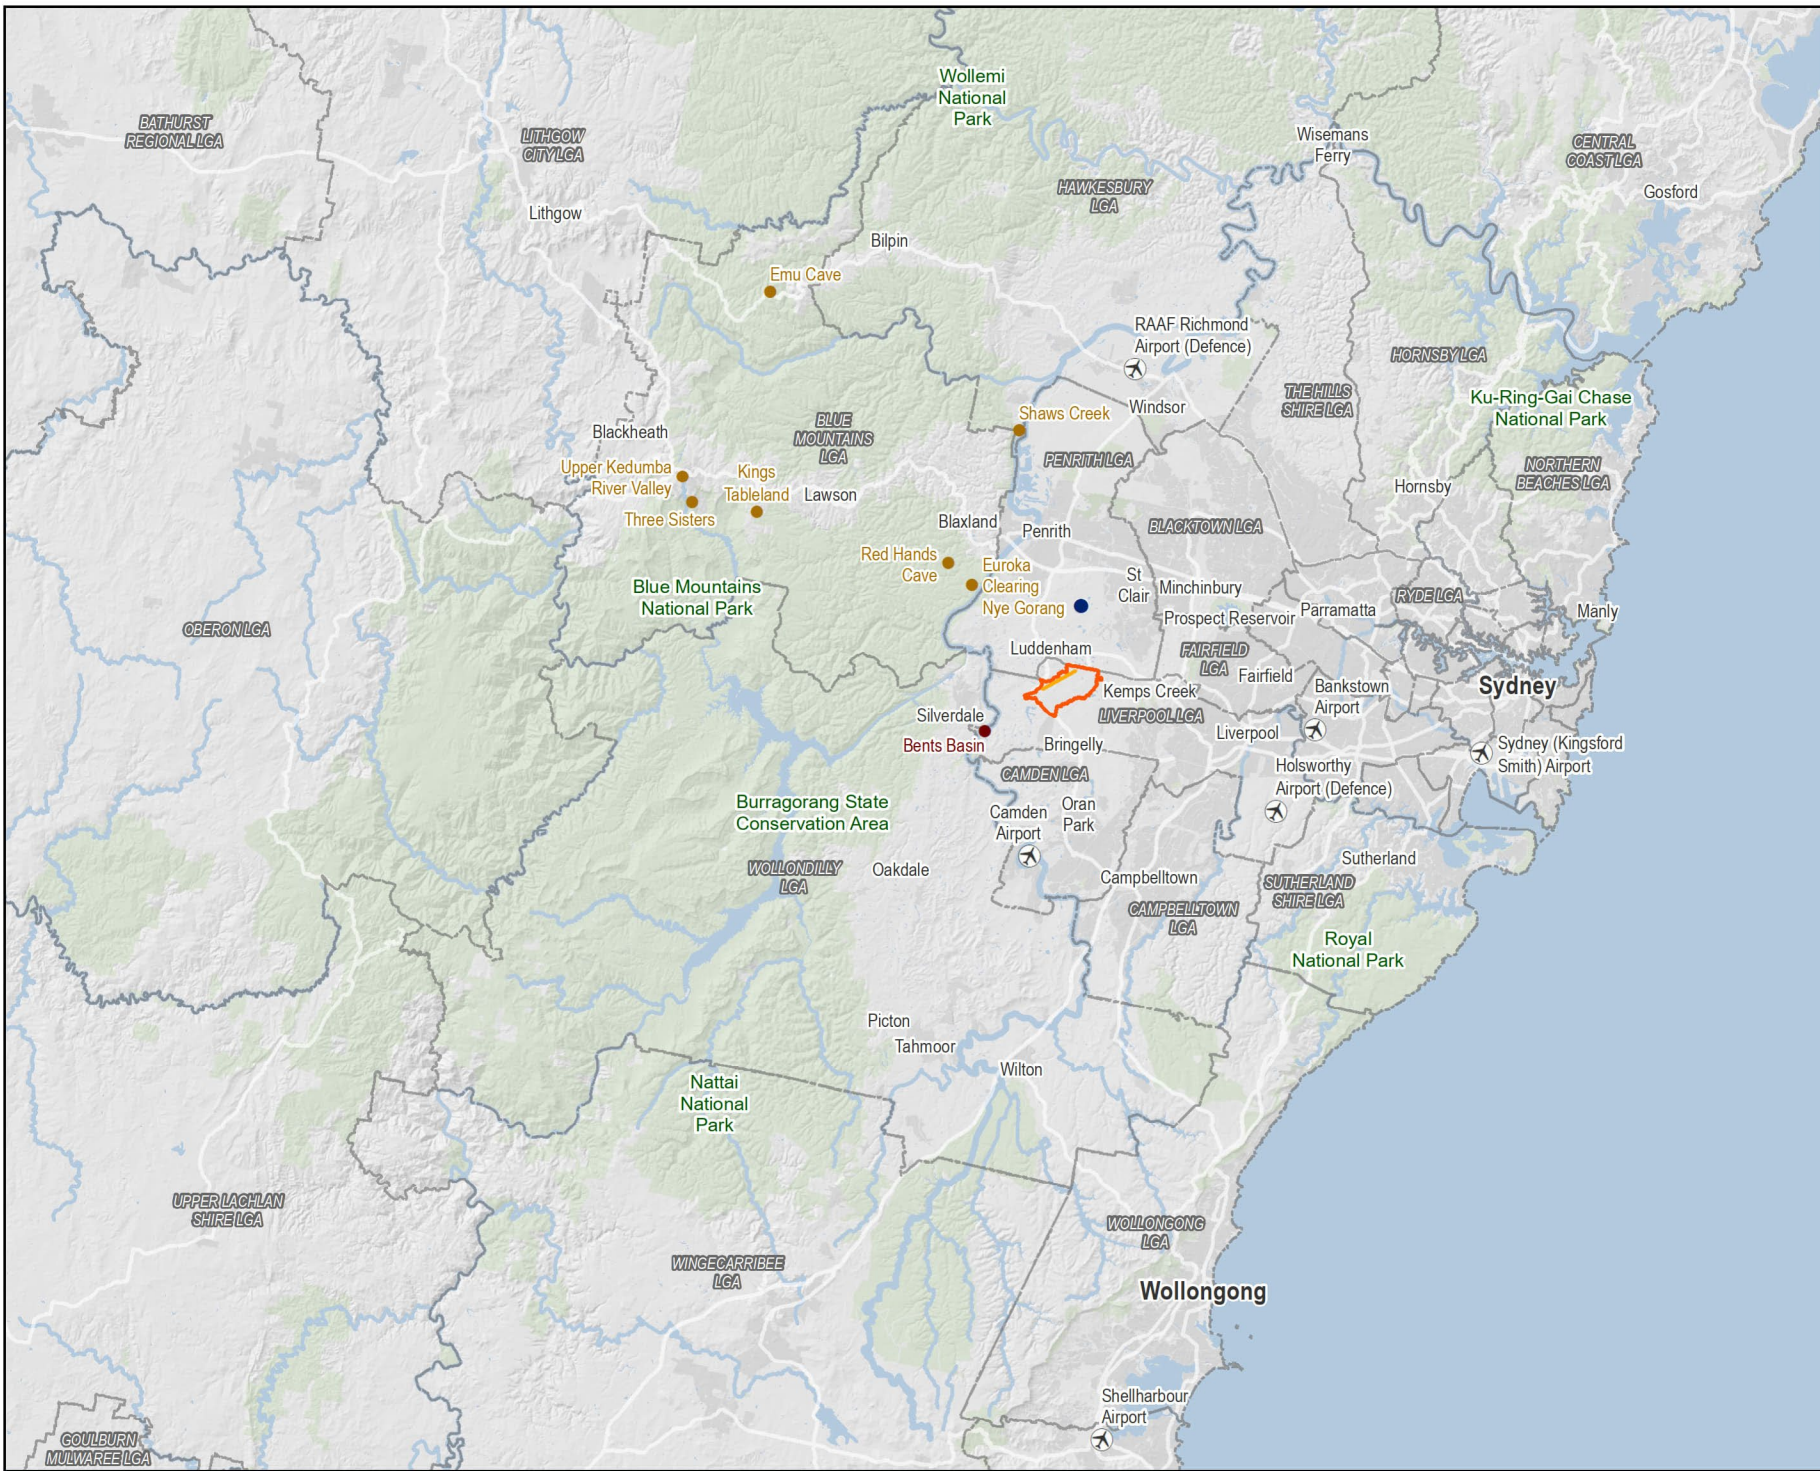 Wollemi
National
Park
BATHURST
REGIONAL LGA
LITHGOW
CITY LGA
Wisemans
Ferry
CENTRAL
COAST LGA
HAWKESBURY
LGA
Gosford
Lithgow
Bilpin
Emu Cave
RAAF Richmond
Airport (Defence)
HORNSBY LGA
THE HILLS
SHIRE LGA
Ku-Ring-Gai Chase
National Park
Windsor
Shaws Creek
BLUE
MOUNTAINS
LGA
Blackheath
PENRITH LGA
NORTHERN
BEACHES LGA
Upper Kedumba
River Valley
Kings
Tableland
Lawson
Hornsby
Three Sisters
Blaxland
Penrith
BLACKTOWN LGA
Red Hands
Cave
Euroka
Clearing
Nye Gorang
St
Clair
Minchinbury
Blue Mountains
National Park
RYDE LGA
Parramatta
Manly
Prospect Reservoir
OBERON LGA
Luddenham
FAIRFIELD
LGA
Fairfield
Sydney
Kemps Creek
Bankstown
Airport
Silverdale
LIVERPOOL LGA
Liverpool
Bents Basin
Bringelly
Sydney (Kingsford
Smith) Airport
Holsworthy
Airport (Defence)
CAMDEN LGA
Burragorang State
Conservation Area
Camden
Airport
Oran
Park
WOLLONDILLY
LGA
Oakdale
Sutherland
Campbelltown
SUTHERLAND
SHIRE LGA
CAMPBELLTOWN
LGA
Royal
National Park
Picton
Tahmoor
Wilton
Nattai
National
Park
UPPER LACHLAN
SHIRE LGA
WOLLONGONG
LGA
WINGECARRIBEE
LGA
Wollongong
Shellharbour
Airport
GOULBURN
MULWAREE LGA